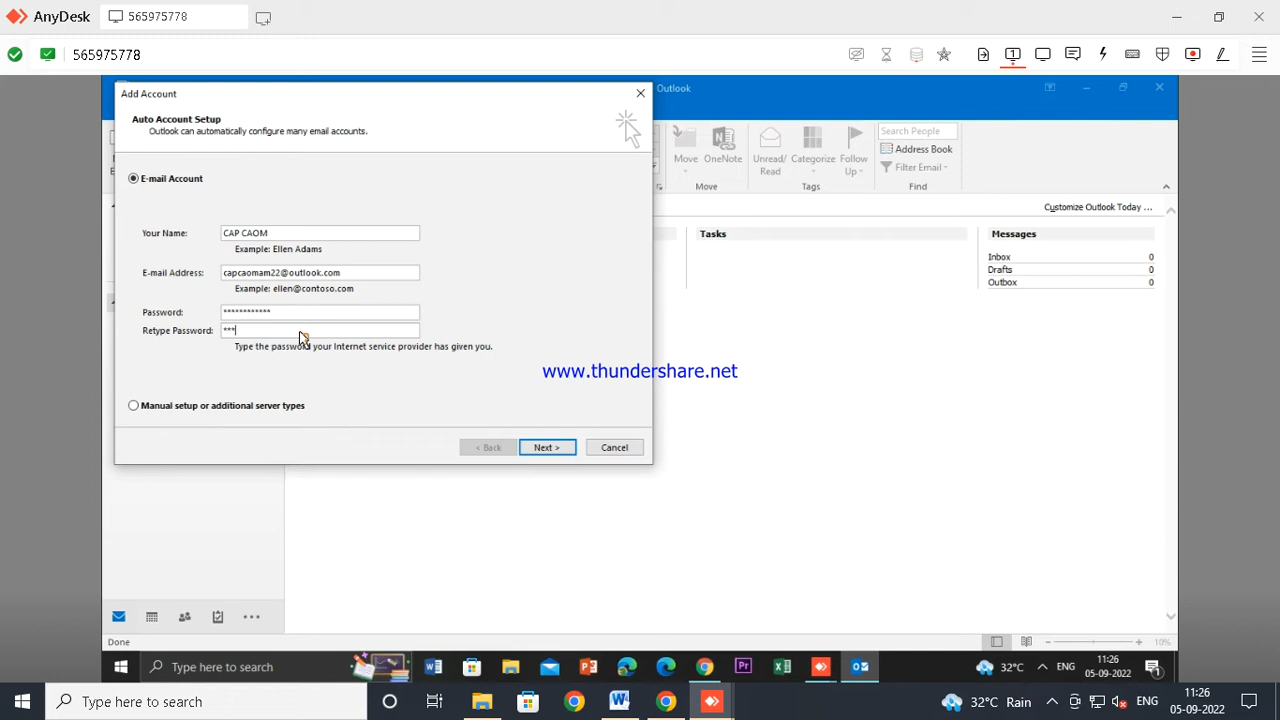 AnyDesk
565975778
565975778
1
Add Account
Outlook
Auto Account Setup
Outlook can automatically configure many email accounts.
E-mail Account
Your Name:
CAP CAOM
Example: Ellen Adams
E-mail Address:
capcaomam22@outlook.com
Example: ellen@contoso.com
Password:
************
Retype Password:
***
Type the password your Internet service provider has given you.
Manual setup or additional server types
< Back
Next >
Cancel
Move
OneNote
Unread/
Read
Categorize
Follow
Up
Search People
Address Book
Filter Email
Move
Tags
Find
Customize Outlook Today ...
Tasks
Messages
Inbox 0
Drafts 0
Outbox 0
www.thundershare.net
Done
10%
Type here to search
32°C
ENG
11:26
05-09-2022
1
Type here to search
32°C Rain
ENG
11:26
05-09-2022